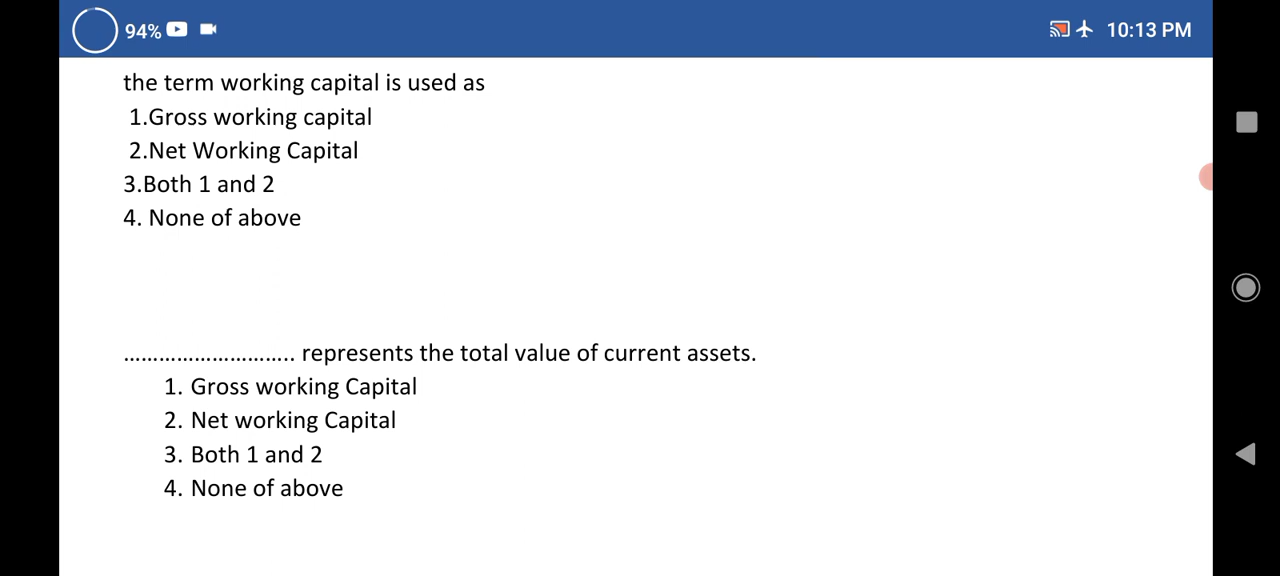 94% 10:13 PM
the term working capital is used as
1.Gross working capital
2.Net Working Capital
3.Both 1 and 2
4. None of above
……………………….. represents the total value of current assets.
1. Gross working Capital
2. Net working Capital
3. Both 1 and 2
4. None of above